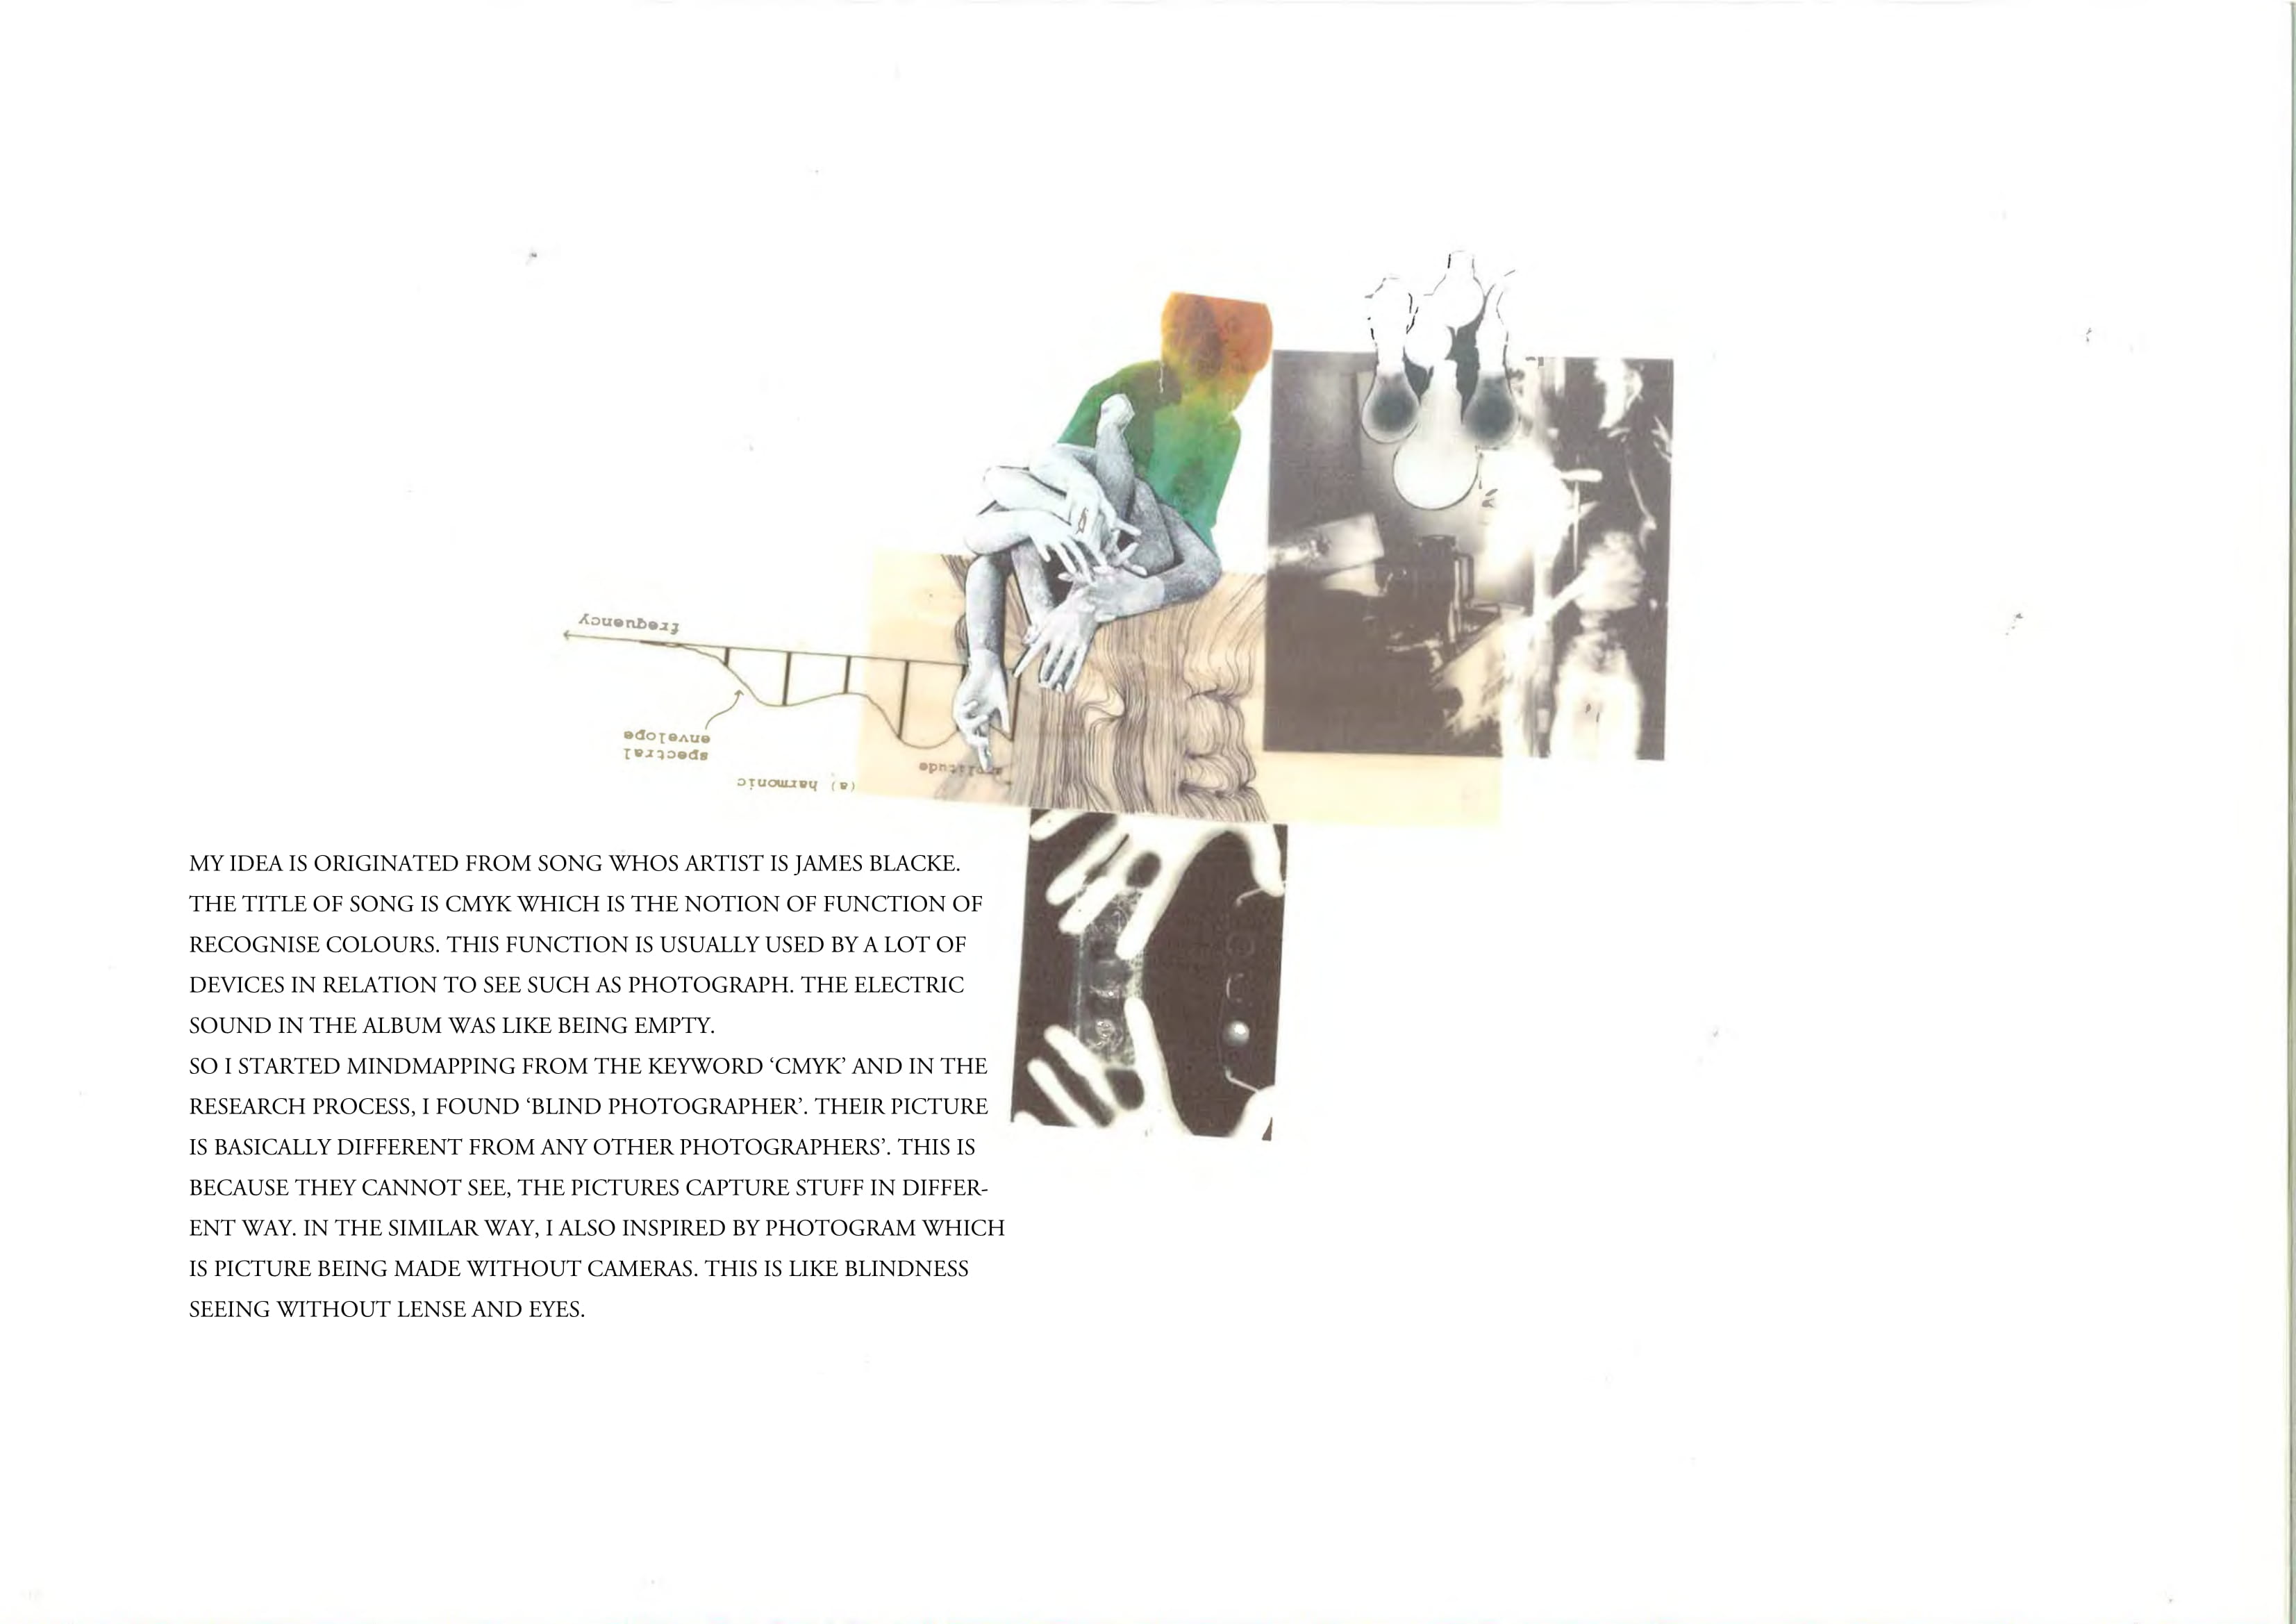 frequency
spectral
envelope
(a) harmonic
MY IDEA IS ORIGINATED FROM SONG WHOS ARTIST IS JAMES BLACKE.
THE TITLE OF SONG IS CMYK WHICH IS THE NOTION OF FUNCTION OF
RECOGNISE COLOURS. THIS FUNCTION IS USUALLY USED BY A LOT OF
DEVICES IN RELATION TO SEE SUCH AS PHOTOGRAPH. THE ELECTRIC
SOUND IN THE ALBUM WAS LIKE BEING EMPTY.
SO I STARTED MINDMAPPING FROM THE KEYWORD ‘CMYK’ AND IN THE
RESEARCH PROCESS, I FOUND ‘BLIND PHOTOGRAPHER’. THEIR PICTURE
IS BASICALLY DIFFERENT FROM ANY OTHER PHOTOGRAPHERS’. THIS IS
BECAUSE THEY CANNOT SEE, THE PICTURES CAPTURE STUFF IN DIFFER-
ENT WAY. IN THE SIMILAR WAY, I ALSO INSPIRED BY PHOTOGRAM WHICH
IS PICTURE BEING MADE WITHOUT CAMERAS. THIS IS LIKE BLINDNESS
SEEING WITHOUT LENSE AND EYES.